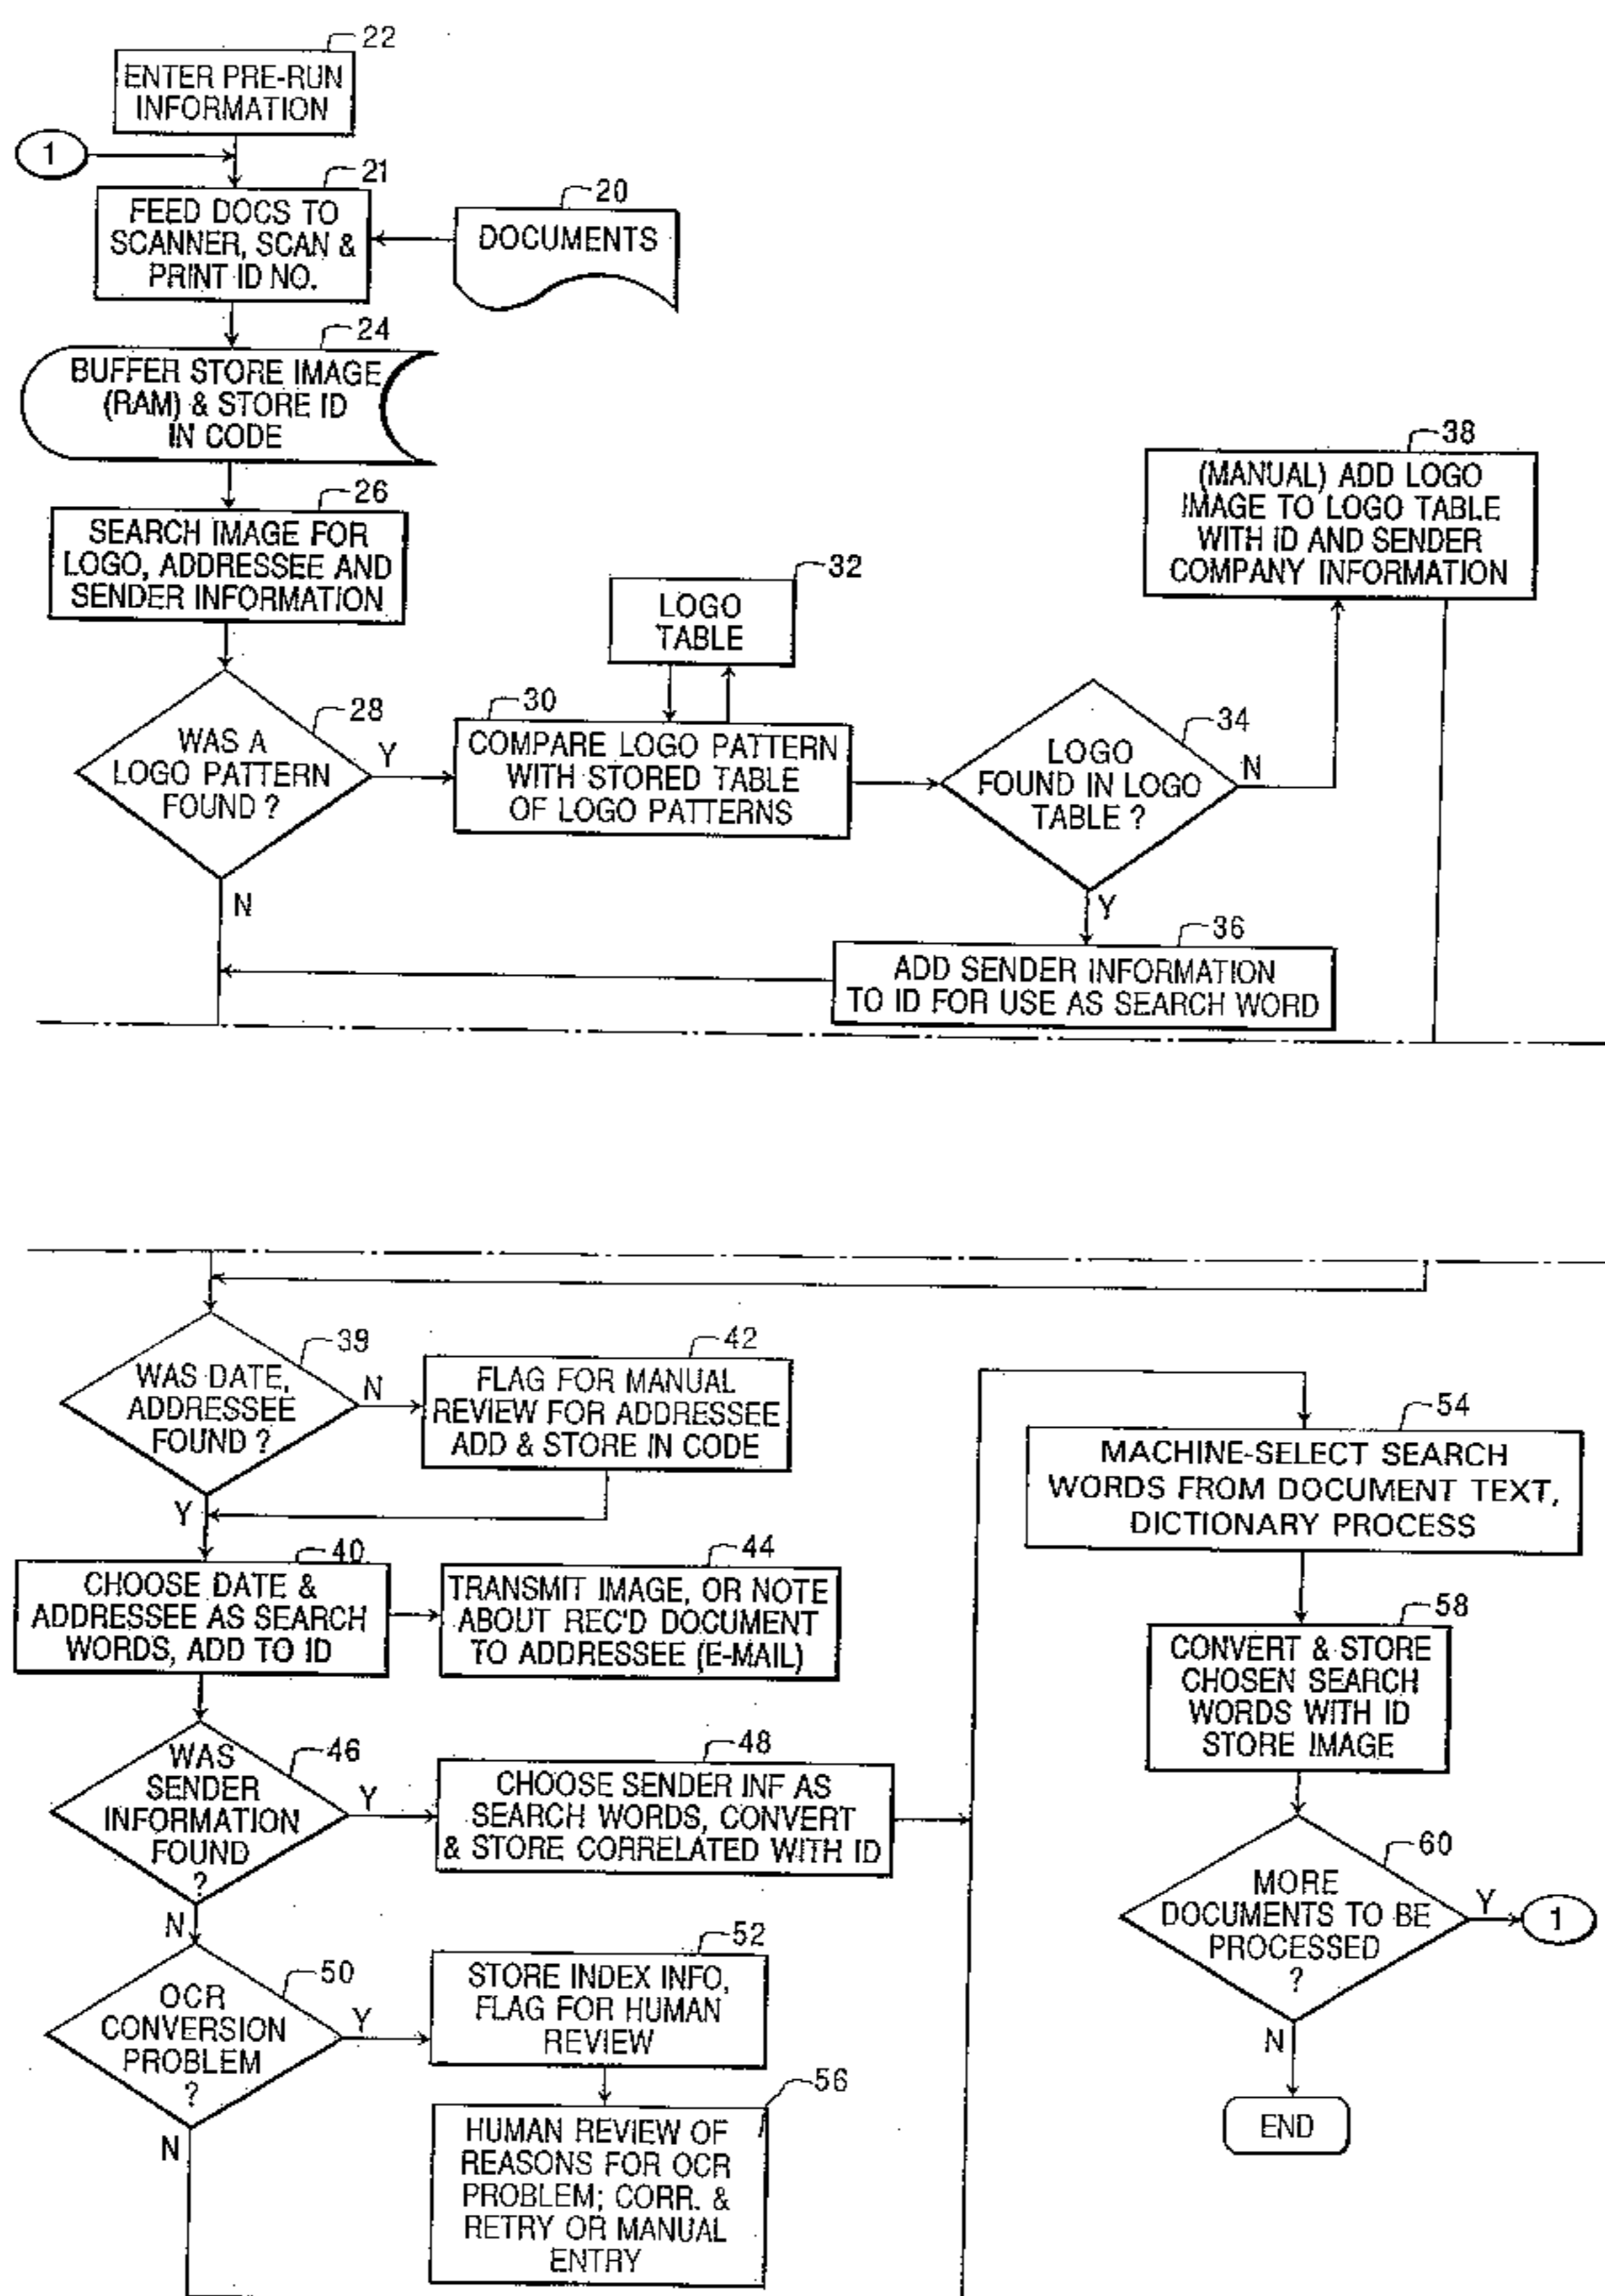 22
ENTER PRE-RUN
INFORMATION
1
21
FEED DOCS TO
SCANNER, SCAN &
PRINT ID NO.
20
DOCUMENTS
24
BUFFER STORE IMAGE
(RAM) & STORE ID
IN CODE
26
SEARCH IMAGE FOR
LOGO, ADDRESSEE AND
SENDER INFORMATION
28
WAS A
LOGO PATTERN
FOUND ?
Y
N
32
LOGO
TABLE
30
COMPARE LOGO PATTERN
WITH STORED TABLE
OF LOGO PATTERNS
34
LOGO
FOUND IN LOGO
TABLE ?
N
Y
38
(MANUAL) ADD LOGO
IMAGE TO LOGO TABLE
WITH ID AND SENDER
COMPANY INFORMATION
36
ADD SENDER INFORMATION
TO ID FOR USE AS SEARCH WORD
39
WAS DATE,
ADDRESSEE
FOUND ?
N
Y
42
FLAG FOR MANUAL
REVIEW FOR ADDRESSEE
ADD & STORE IN CODE
40
CHOOSE DATE &
ADDRESSEE AS SEARCH
WORDS, ADD TO ID
44
TRANSMIT IMAGE, OR NOTE
ABOUT REC'D DOCUMENT
TO ADDRESSEE (E-MAIL)
46
WAS
SENDER
INFORMATION
FOUND
?
Y
N
48
CHOOSE SENDER INF AS
SEARCH WORDS, CONVERT
& STORE CORRELATED WITH ID
50
OCR
CONVERSION
PROBLEM
?
Y
N
52
STORE INDEX INFO,
FLAG FOR HUMAN
REVIEW
56
HUMAN REVIEW OF
REASONS FOR OCR
PROBLEM; CORR. &
RETRY OR MANUAL
ENTRY
54
MACHINE-SELECT SEARCH
WORDS FROM DOCUMENT TEXT,
DICTIONARY PROCESS
58
CONVERT & STORE
CHOSEN SEARCH
WORDS WITH ID
STORE IMAGE
60
MORE
DOCUMENTS TO BE
PROCESSED
?
Y
1
N
END